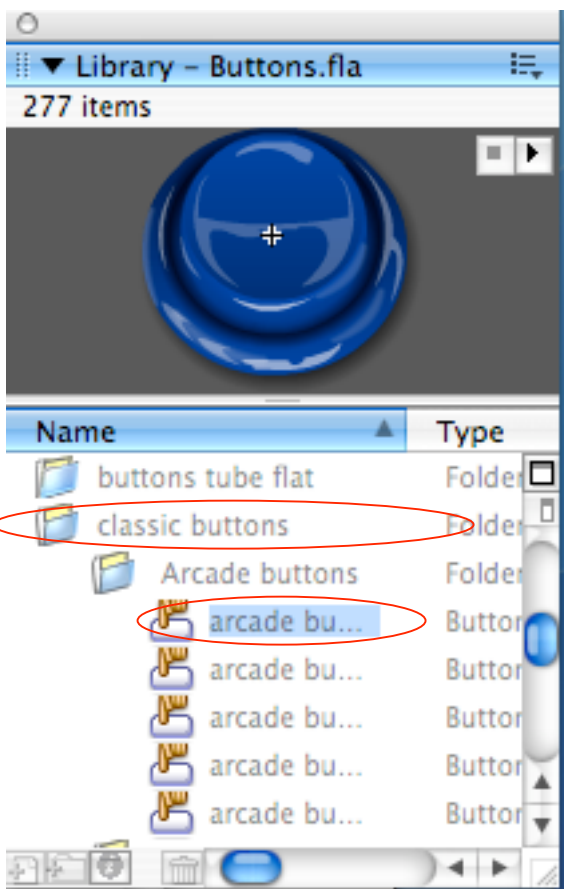 Library – Buttons.fla
277 items
Name Type
buttons tube flat Folder
classic buttons Folder
Arcade buttons Folder
arcade bu... Button
arcade bu... Button
arcade bu... Button
arcade bu... Button
arcade bu... Button